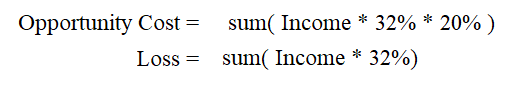 Opportunity Cost = sum( Income * 32% * 20% )
Loss = sum( Income * 32%)